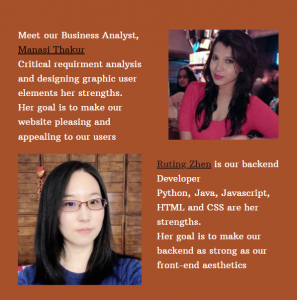 Meet our Business Analyst,
Manasi Thakur
Critical requirment analysis
and designing graphic user
elements her strengths.
Her goal is to make our
website pleasing and
appealing to our users
Ruting Zhen is our backend
Developer
Python, Java, Javascript,
HTML and CSS are her
strengths.
Her goal is to make our
backend as strong as our
front-end aesthetics